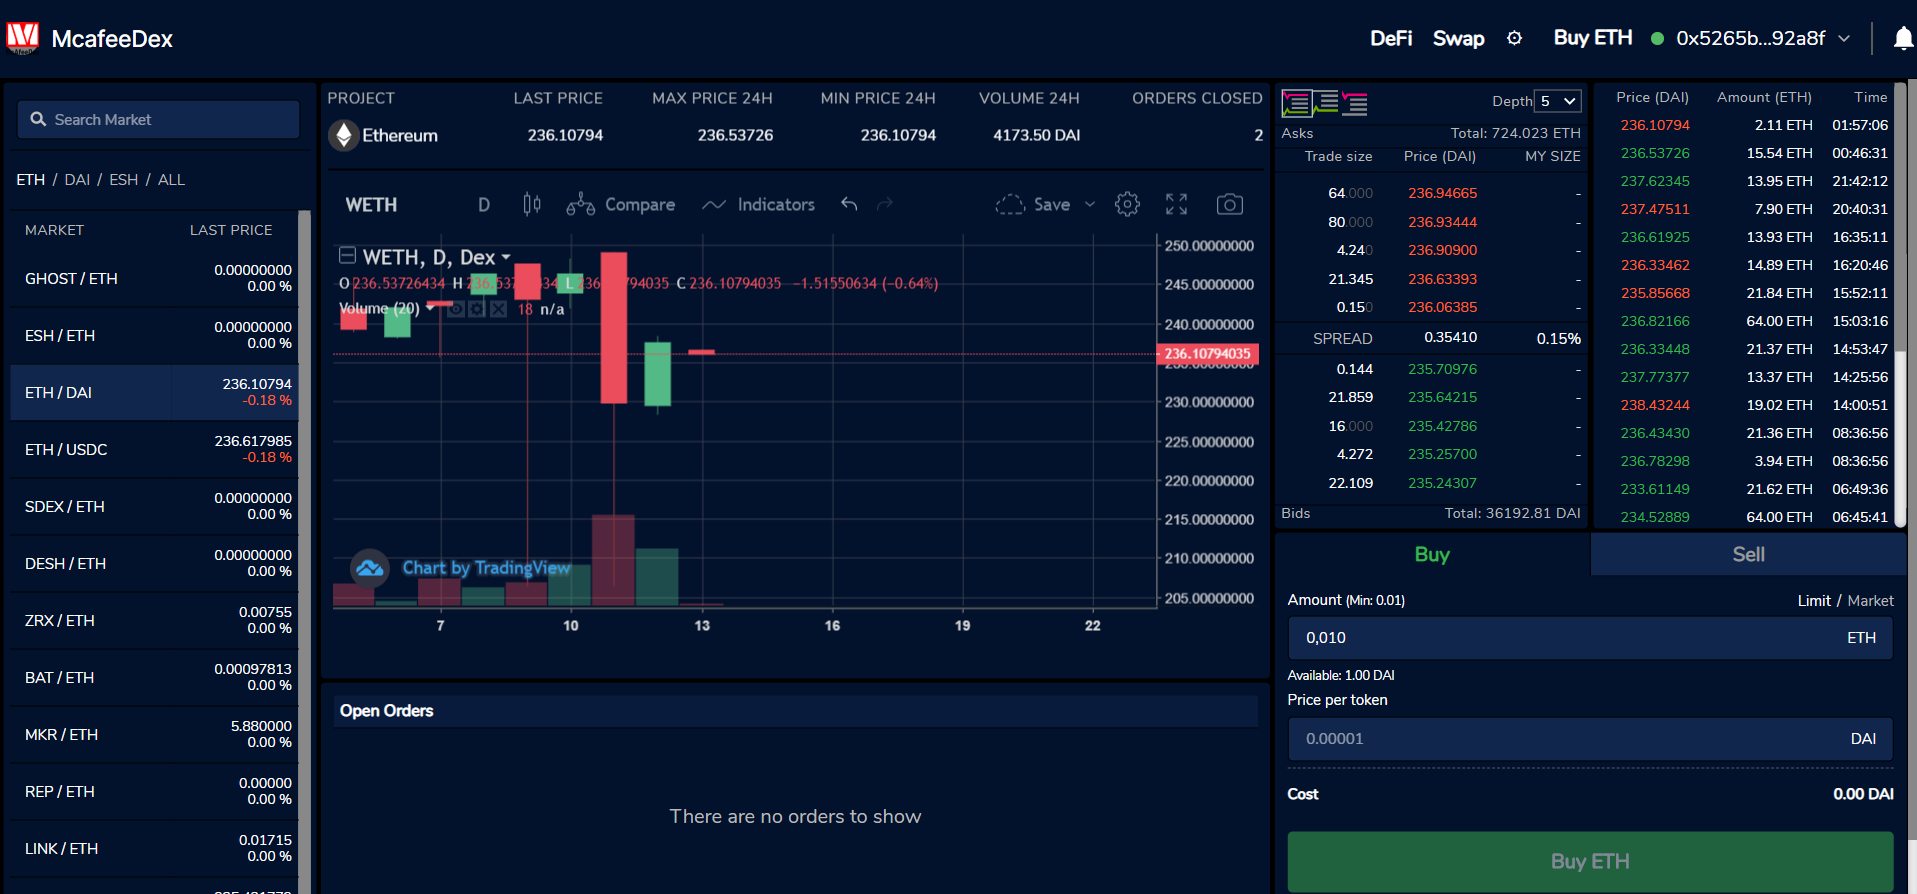 McafeeDex
DeFi Swap Buy ETH 0x5265b...92a8f
Search Market
ETH / DAI / ESH / ALL
MARKET LAST PRICE
GHOST / ETH 0.00000000
0.00 %
ESH / ETH 0.00000000
0.00 %
ETH / DAI 236.10794
-0.18 %
ETH / USDC 236.617985
-0.18 %
SDEX / ETH 0.00000000
0.00 %
DESH / ETH 0.00000000
0.00 %
ZRX / ETH 0.00755
0.00 %
BAT / ETH 0.00097813
0.00 %
MKR / ETH 5.880000
0.00 %
REP / ETH 0.00000
0.00 %
LINK / ETH 0.01715
0.00 %
PROJECT LAST PRICE MAX PRICE 24H MIN PRICE 24H VOLUME 24H ORDERS CLOSED
Ethereum 236.10794 236.53726 236.10794 4173.50 DAI 2
WETH D Compare Indicators Save
WETH, D, Dex
O 236.53726434 H L C 236.10794035 −1.51550634 (−0.64%)
Volume (20) 18 n/a
250.00000000
245.00000000
240.00000000
236.10794035
230.00000000
225.00000000
220.00000000
215.00000000
210.00000000
205.00000000
Chart by TradingView
7 10 13 16 19 22
Open Orders
There are no orders to show
Depth 5
Asks Total: 724.023 ETH
Trade size Price (DAI) MY SIZE
64.000 236.94665 -
80.000 236.93444 -
4.240 236.90900 -
21.345 236.63393 -
0.150 236.06385 -
SPREAD 0.35410 0.15%
0.144 235.70976 -
21.859 235.64215 -
16.000 235.42786 -
4.272 235.25700 -
22.109 235.24307 -
Bids Total: 36192.81 DAI
Price (DAI) Amount (ETH) Time
236.10794 2.11 ETH 01:57:06
236.53726 15.54 ETH 00:46:31
237.62345 13.95 ETH 21:42:12
237.47511 7.90 ETH 20:40:31
236.61925 13.93 ETH 16:35:11
236.33462 14.89 ETH 16:20:46
235.85668 21.84 ETH 15:52:11
236.82166 64.00 ETH 15:03:16
236.33448 21.37 ETH 14:53:47
237.77377 13.37 ETH 14:25:56
238.43244 19.02 ETH 14:00:51
236.43430 21.36 ETH 08:36:56
236.78298 3.94 ETH 08:36:56
233.61149 21.62 ETH 06:49:36
234.52889 64.00 ETH 06:45:41
Buy Sell
Amount (Min: 0.01) Limit / Market
0,010 ETH
Available: 1.00 DAI
Price per token
0.00001 DAI
Cost 0.00 DAI
Buy ETH